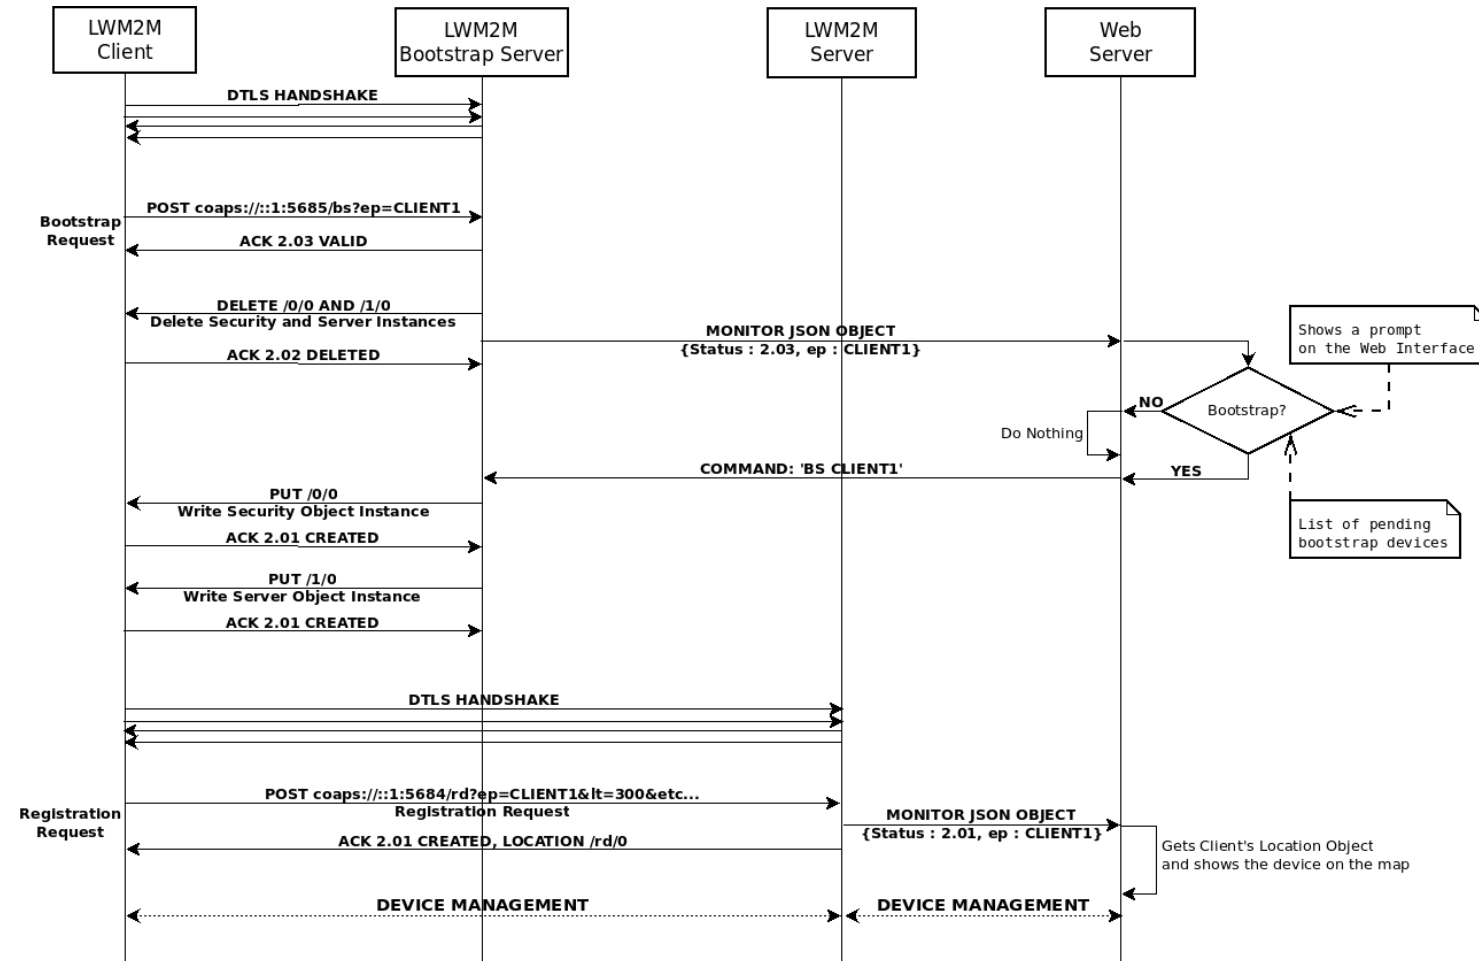 LWM2M
Client
LWM2M
Bootstrap Server
LWM2M
Server
Web
Server
DTLS HANDSHAKE
Bootstrap
Request
POST coaps://::1:5685/bs?ep=CLIENT1
ACK 2.03 VALID
DELETE /0/0 AND /1/0
Delete Security and Server Instances
MONITOR JSON OBJECT
{Status : 2.03, ep : CLIENT1}
ACK 2.02 DELETED
Shows a prompt
on the Web Interface
Bootstrap?
NO
Do Nothing
YES
COMMAND: 'BS CLIENT1'
List of pending
bootstrap devices
PUT /0/0
Write Security Object Instance
ACK 2.01 CREATED
PUT /1/0
Write Server Object Instance
ACK 2.01 CREATED
DTLS HANDSHAKE
Registration
Request
POST coaps://::1:5684/rd?ep=CLIENT1&lt=300&etc...
Registration Request
MONITOR JSON OBJECT
{Status : 2.01, ep : CLIENT1}
ACK 2.01 CREATED, LOCATION /rd/0
Gets Client's Location Object
and shows the device on the map
DEVICE MANAGEMENT
DEVICE MANAGEMENT